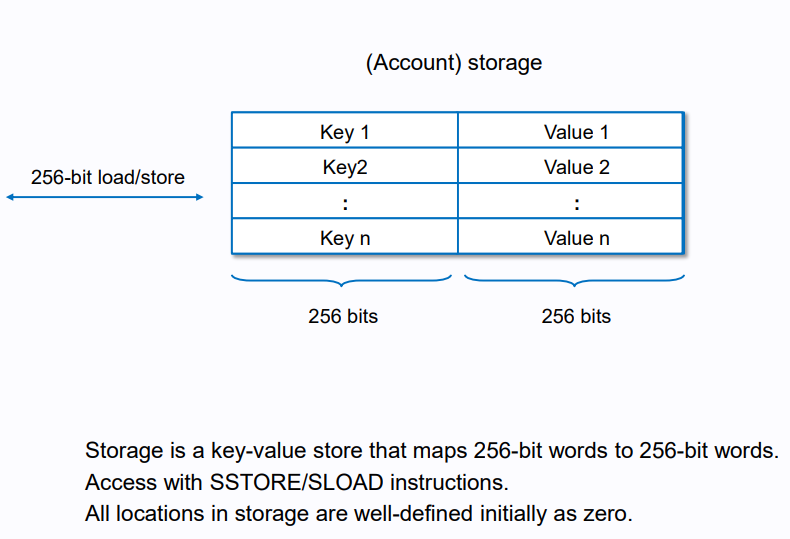 (Account) storage
Key 1 Value 1
256-bit load/store
Key2 Value 2
: :
Key n Value n
256 bits 256 bits
Storage is a key-value store that maps 256-bit words to 256-bit words.
Access with SSTORE/SLOAD instructions.
All locations in storage are well-defined initially as zero.